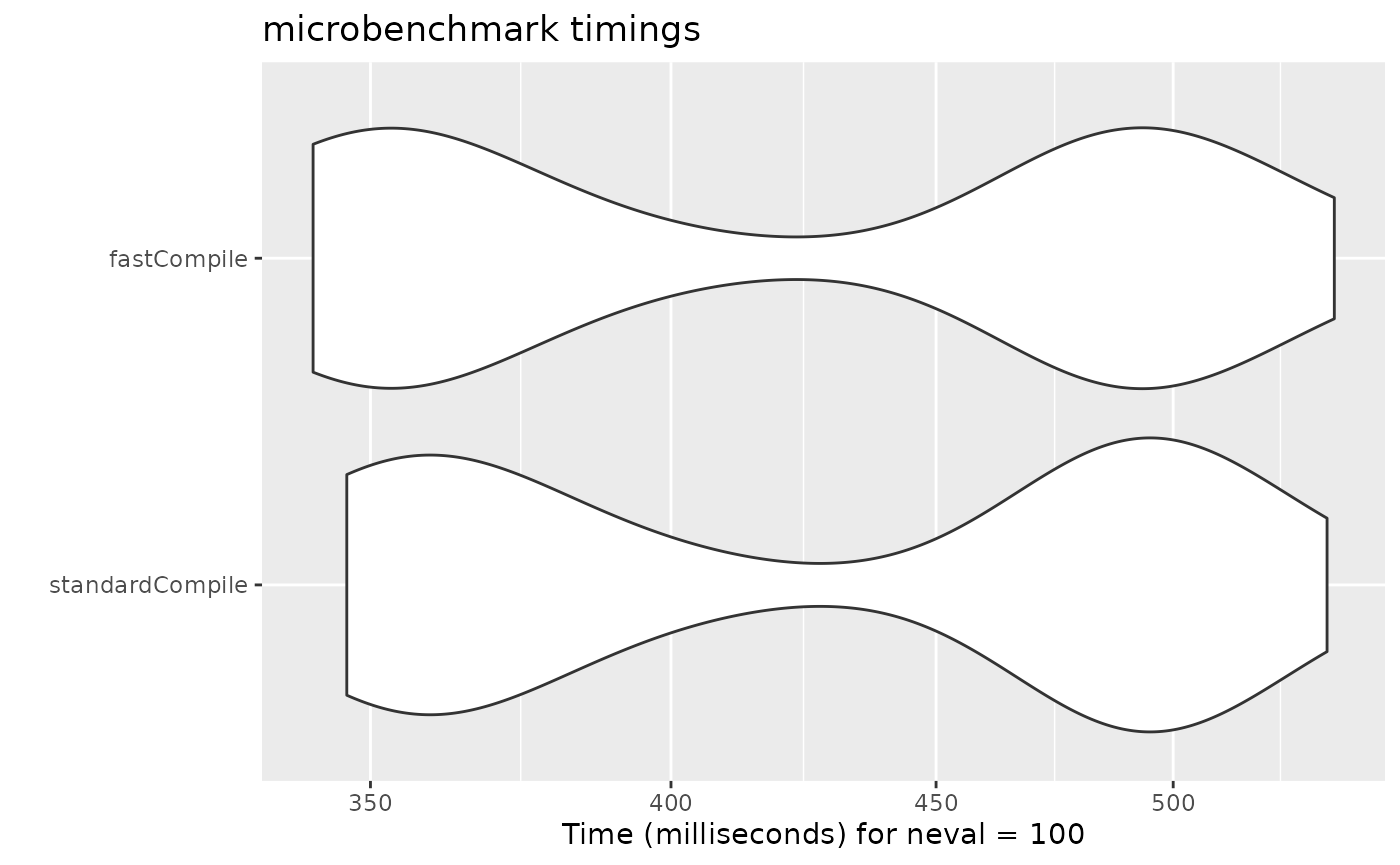 microbenchmark timings
fastCompile
standardCompile
350 400 450 500
Time (milliseconds) for neval = 100